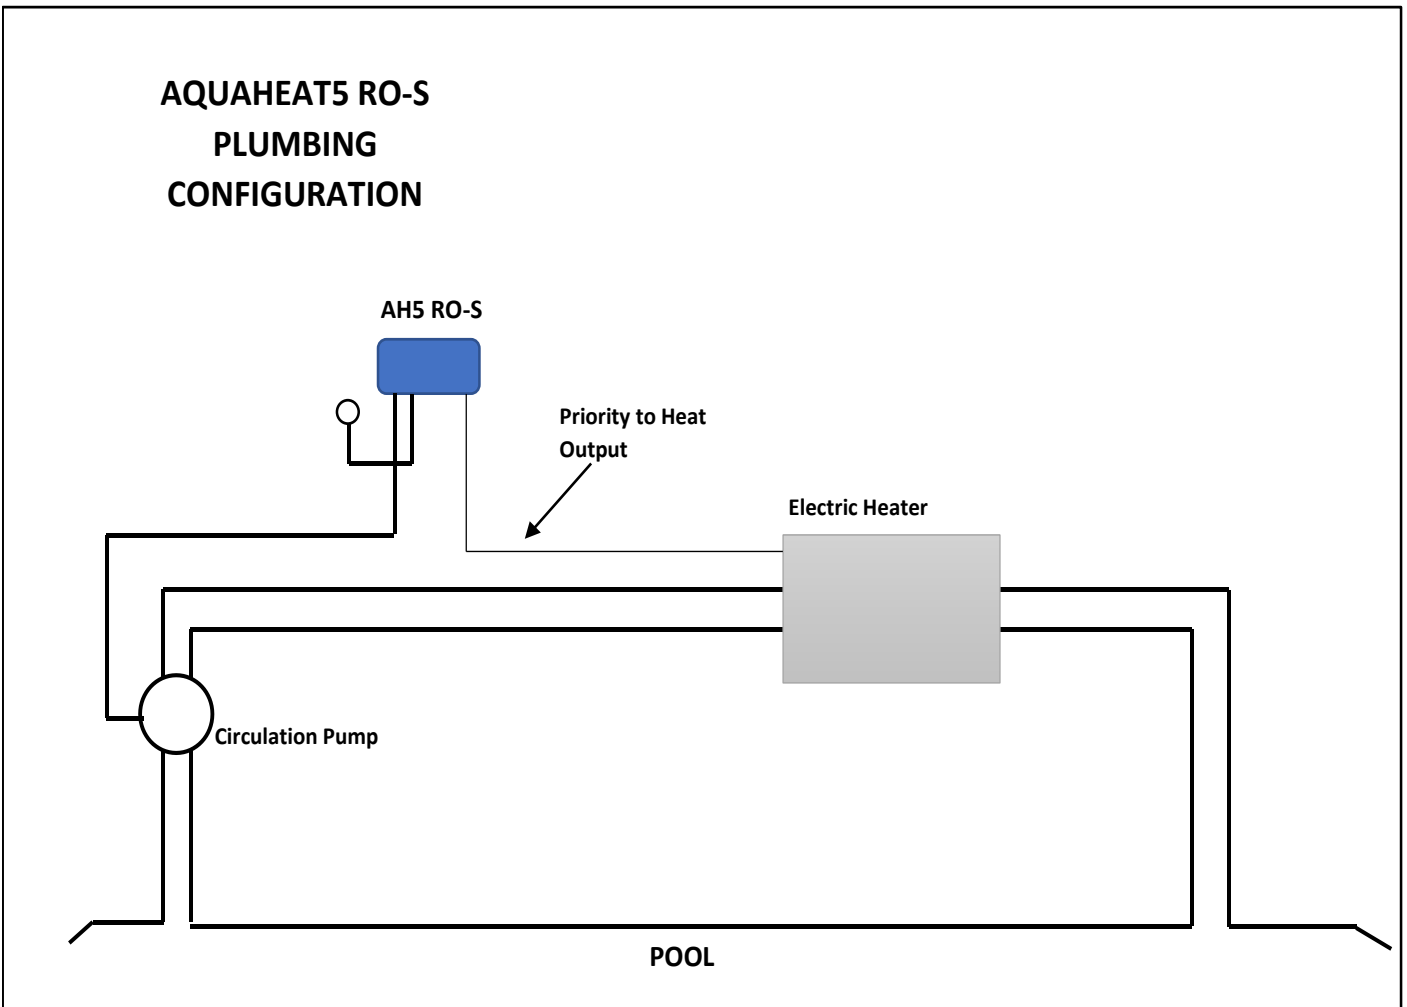 AQUAHEAT5 RO-S
PLUMBING
CONFIGURATION
AH5 RO-S
Priority to Heat
Output
Electric Heater
Circulation Pump
POOL